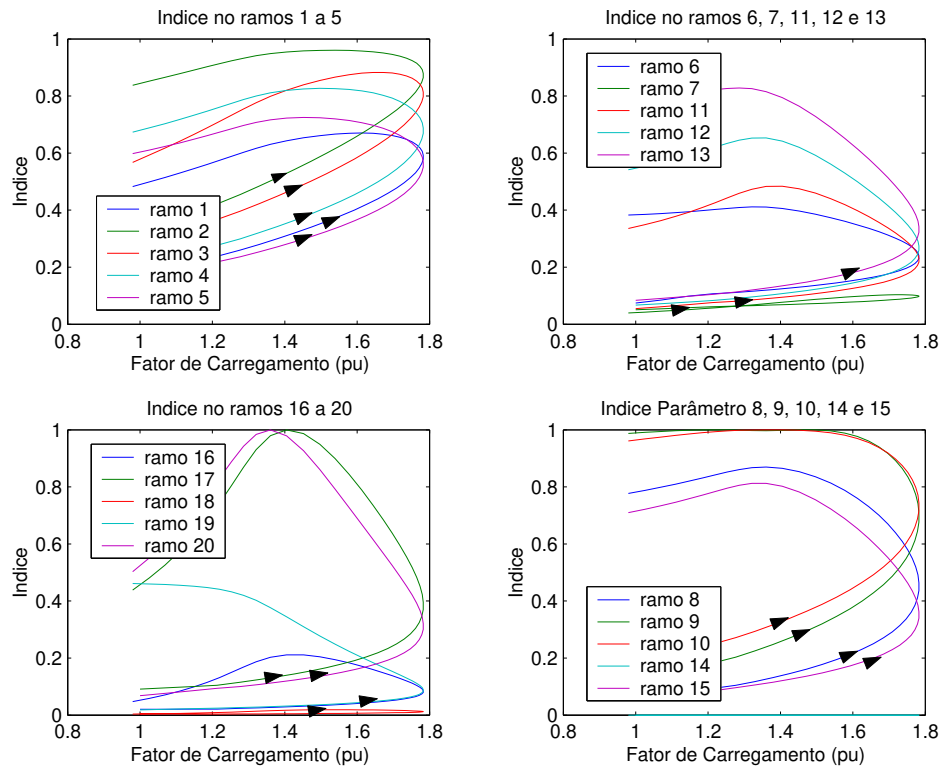 Indice no ramos 1 a 5
1
0.8
0.6
0.4
0.2
0
Indice
ramo 1
ramo 2
ramo 3
ramo 4
ramo 5
0.8
1
1.2
1.4
1.6
1.8
Fator de Carregamento (pu)
Indice no ramos 6, 7, 11, 12 e 13
1
0.8
0.6
0.4
0.2
0
Indice
ramo 6
ramo 7
ramo 11
ramo 12
ramo 13
0.8
1
1.2
1.4
1.6
1.8
Fator de Carregamento (pu)
Indice no ramos 16 a 20
1
0.8
0.6
0.4
0.2
0
Indice
ramo 16
ramo 17
ramo 18
ramo 19
ramo 20
0.8
1
1.2
1.4
1.6
1.8
Fator de Carregamento (pu)
Indice Parâmetro 8, 9, 10, 14 e 15
1
0.8
0.6
0.4
0.2
0
Indice
ramo 8
ramo 9
ramo 10
ramo 14
ramo 15
0.8
1
1.2
1.4
1.6
1.8
Fator de Carregamento (pu)